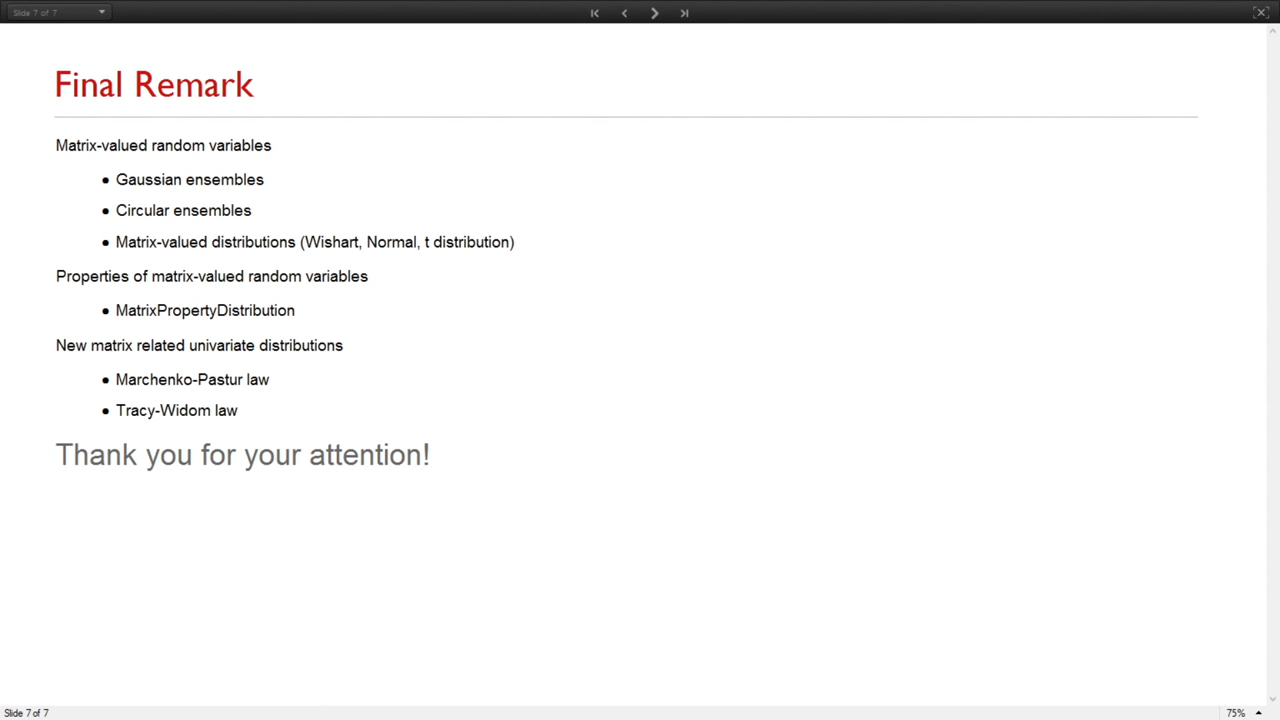 Slide 7 of 7
Final Remark
Matrix-valued random variables
• Gaussian ensembles
• Circular ensembles
• Matrix-valued distributions (Wishart, Normal, t distribution)
Properties of matrix-valued random variables
• MatrixPropertyDistribution
New matrix related univariate distributions
• Marchenko-Pastur law
• Tracy-Widom law
Thank you for your attention!
Slide 7 of 7
75%